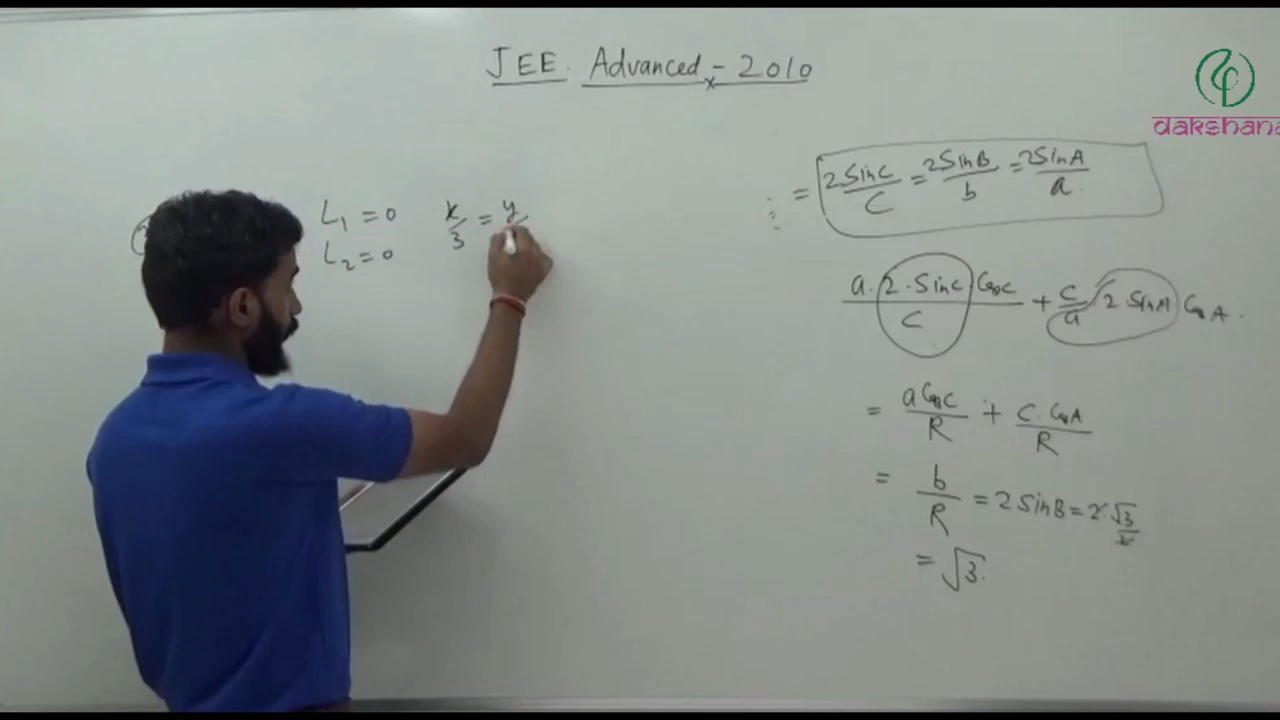 JEE. Advanced - 2010
dakshana
= 2SinC/C = 2SinB/b = 2SinA/a.
L₁ = 0 x/3 = y/
L₂ = 0
a. 2. SinC CosC/C + C/a 2 SinA CosA.
= a CosC/R + C. CosA/R
= b/R = 2 SinB = 2 √3/2
= √3.